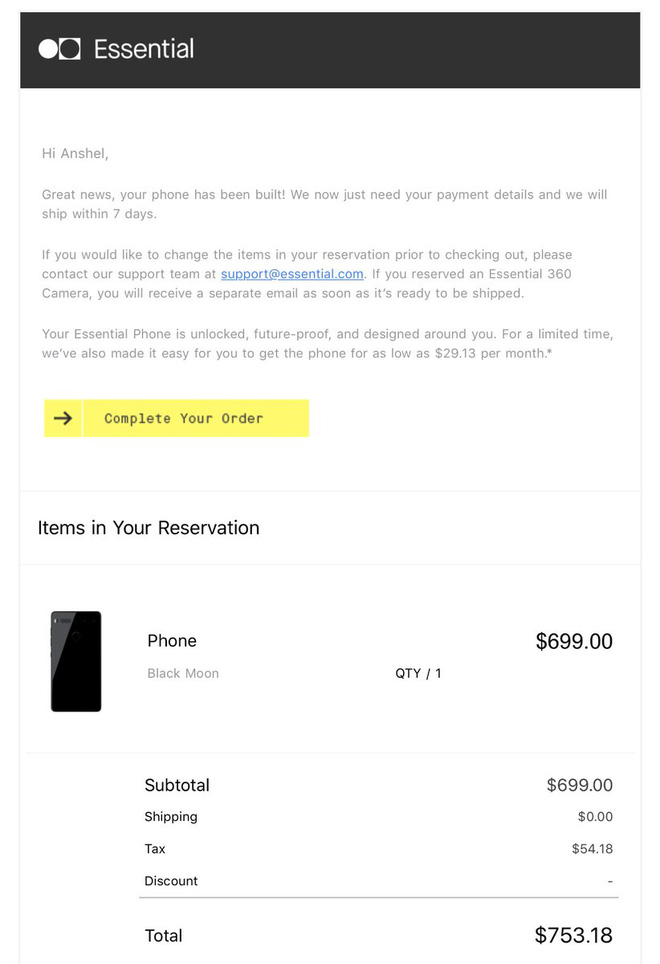 Essential
Hi Anshel,
Great news, your phone has been built! We now just need your payment details and we will
ship within 7 days.
If you would like to change the items in your reservation prior to checking out, please
contact our support team at support@essential.com. If you reserved an Essential 360
Camera, you will receive a separate email as soon as it’s ready to be shipped.
Your Essential Phone is unlocked, future-proof, and designed around you. For a limited time,
we’ve also made it easy for you to get the phone for as low as $29.13 per month.*
→ Complete Your Order
Items in Your Reservation
Phone $699.00
Black Moon QTY / 1
Subtotal $699.00
Shipping $0.00
Tax $54.18
Discount -
Total $753.18